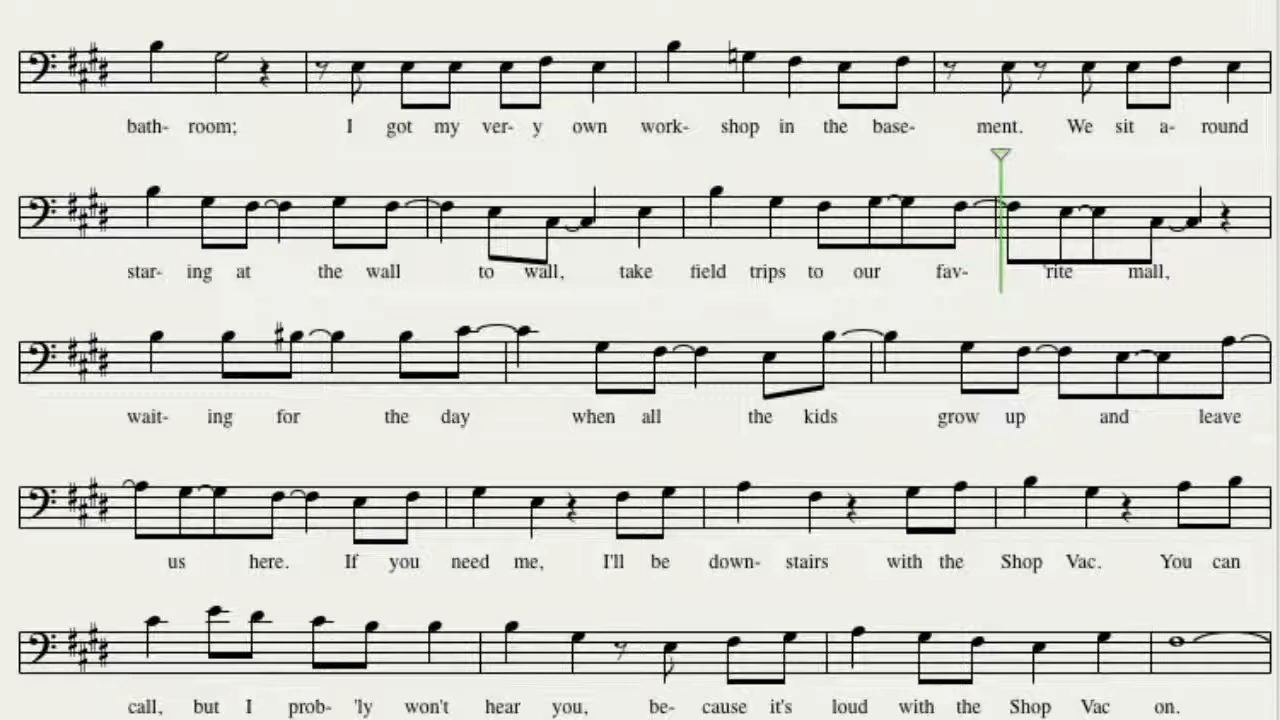 bath- room; I got my ver- y own work- shop in the base- ment. We sit a- round
star- ing at the wall to wall, take field trips to our fav- 'rite mall,
wait- ing for the day when all the kids grow up and leave
us here. If you need me, I'll be down- stairs with the Shop Vac. You can
call, but I prob- 'ly won't hear you, be- cause it's loud with the Shop Vac on.